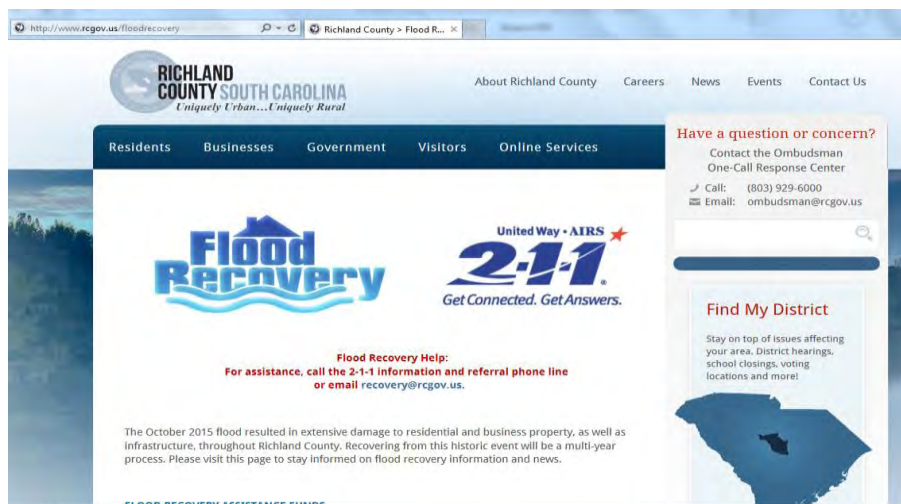 http://www.rcgov.us/floodrecovery
Richland County > Flood R...
RICHLAND
COUNTY SOUTH CAROLINA
Uniquely Urban...Uniquely Rural
About Richland County Careers News Events Contact Us
Residents Businesses Government Visitors Online Services
Have a question or concern?
Contact the Ombudsman
One-Call Response Center
Call: (803) 929-6000
Email: ombudsman@rcgov.us
Flood
Recovery
United Way · AIRS
2-1-1®
Get Connected. Get Answers.
Find My District
Stay on top of issues affecting
your area. District hearings,
school closings, voting
locations and more!
Flood Recovery Help:
For assistance, call the 2-1-1 information and referral phone line
or email recovery@rcgov.us.
The October 2015 flood resulted in extensive damage to residential and business property, as well as
infrastructure, throughout Richland County. Recovering from this historic event will be a multi-year
process. Please visit this page to stay informed on flood recovery information and news.
FLOOD RECOVERY ASSISTANCE FUNDS